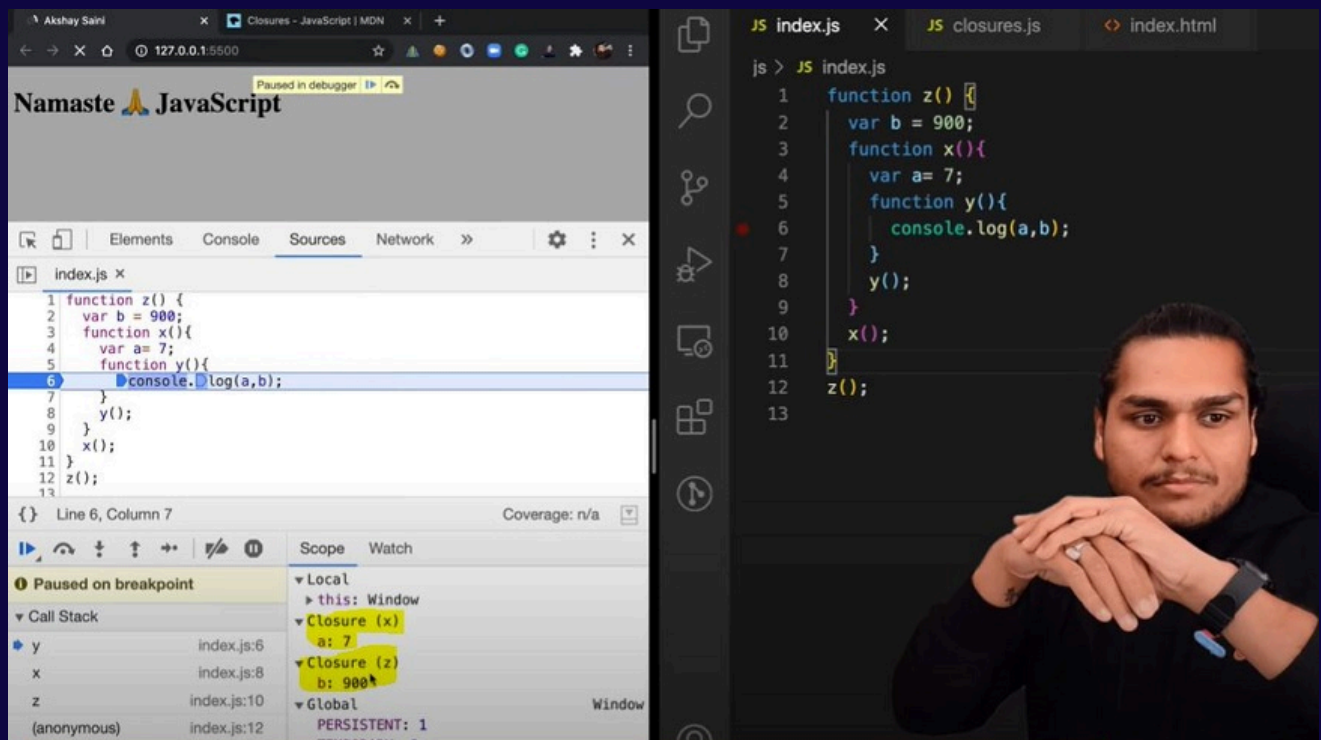 Akshay Saini
Closures - JavaScript | MDN
127.0.0.1:5500
Paused in debugger
Namaste 🙏 JavaScript
Elements Console Sources Network »
index.js
1 function z() {
2 var b = 900;
3 function x(){
4 var a= 7;
5 function y(){
6 console.log(a,b);
7 }
8 y();
9 }
10 x();
11 }
12 z();
13
{} Line 6, Column 7 Coverage: n/a
Scope Watch
Paused on breakpoint
Call Stack
y index.js:6
x index.js:8
z index.js:10
(anonymous) index.js:12
Local
this: Window
Closure (x)
a: 7
Closure (z)
b: 900
Global Window
PERSISTENT: 1
JS index.js JS closures.js <> index.html
js > JS index.js
1 function z() {
2 var b = 900;
3 function x(){
4 var a= 7;
5 function y(){
6 console.log(a,b);
7 }
8 y();
9 }
10 x();
11 }
12 z();
13